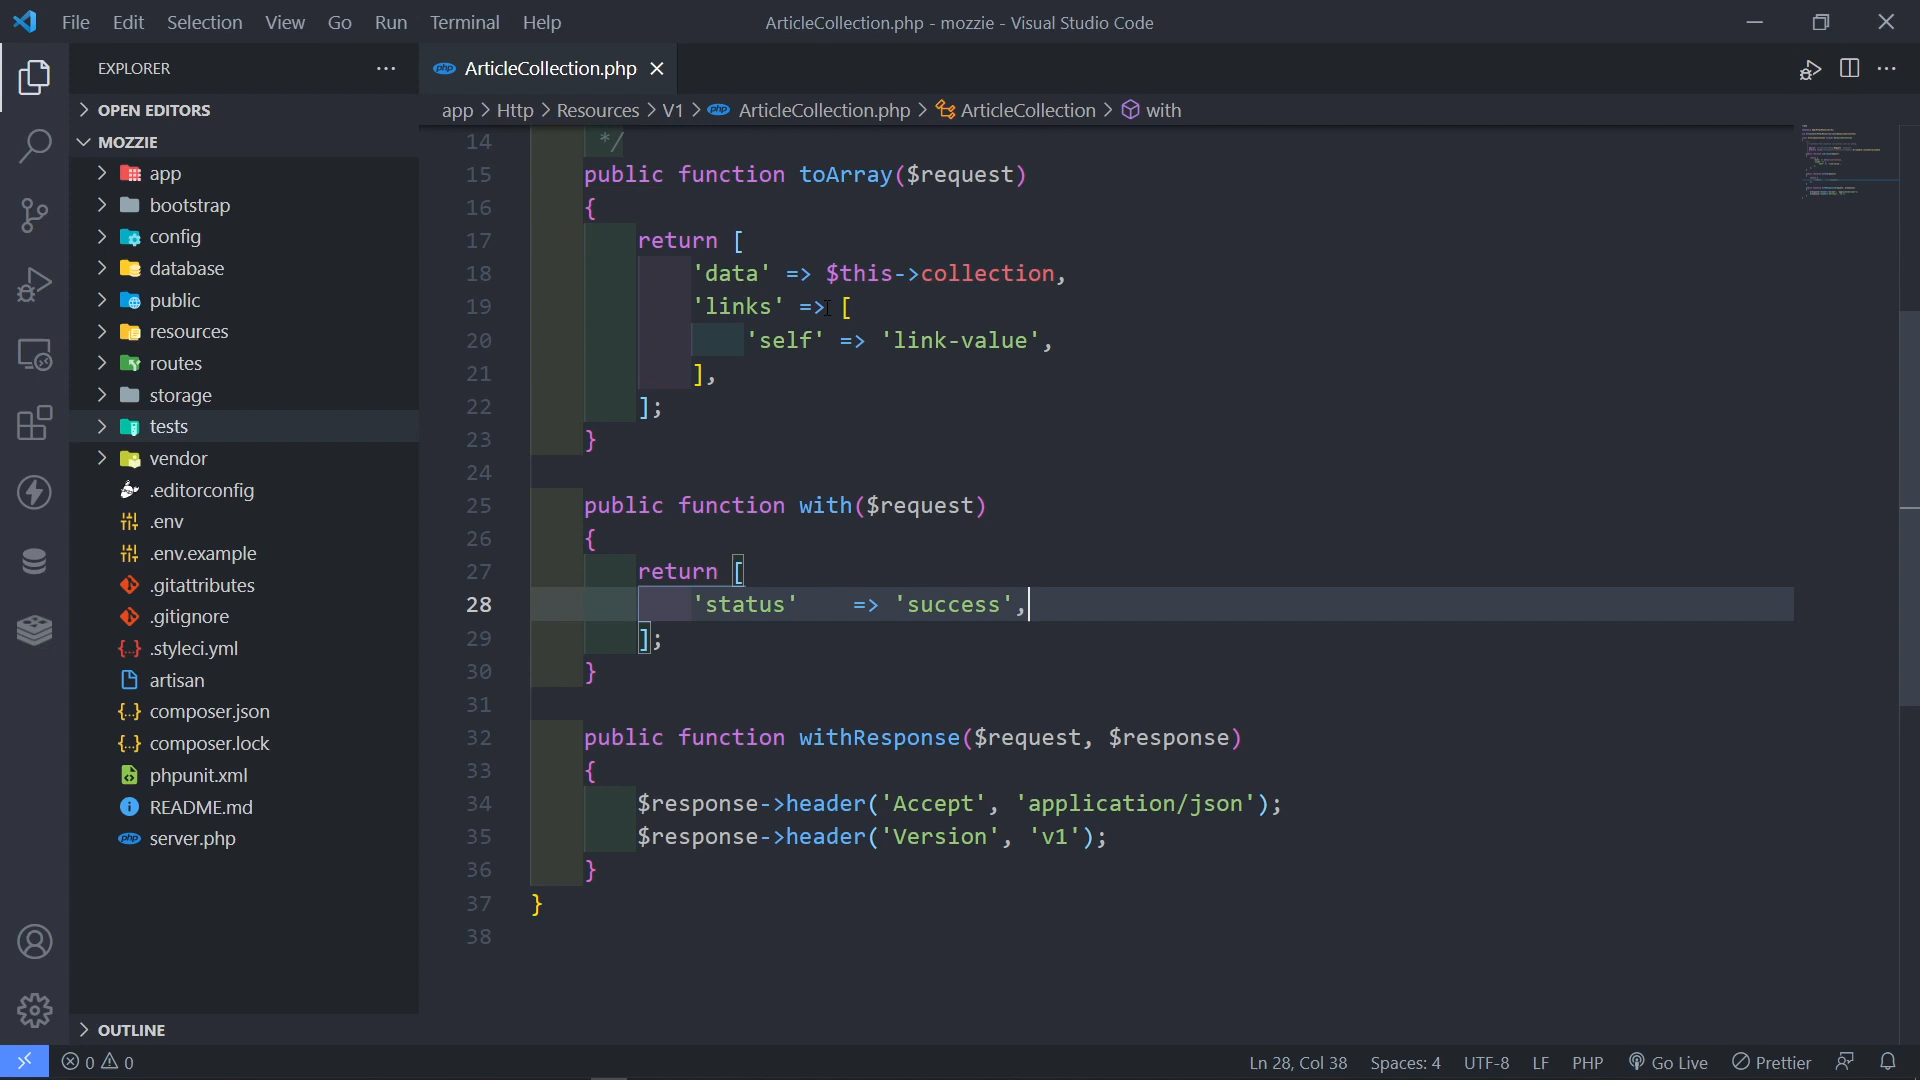 File Edit Selection View Go Run Terminal Help
ArticleCollection.php - mozzie - Visual Studio Code
EXPLORER
OPEN EDITORS
MOZZIE
app
bootstrap
config
database
public
resources
routes
storage
tests
vendor
.editorconfig
.env
.env.example
.gitattributes
.gitignore
.styleci.yml
artisan
composer.json
composer.lock
phpunit.xml
README.md
server.php
OUTLINE
php ArticleCollection.php
app > Http > Resources > V1 > php ArticleCollection.php > ArticleCollection > with
14 */
15 public function toArray($request)
16 {
17 return [
18 'data' => $this->collection,
19 'links' => [
20 'self' => 'link-value',
21 ],
22 ];
23 }
24
25 public function with($request)
26 {
27 return [
28 'status'    => 'success',
29 ];
30 }
31
32 public function withResponse($request, $response)
33 {
34 $response->header('Accept', 'application/json');
35 $response->header('Version', 'v1');
36 }
37 }
38
0 0
Ln 28, Col 38 Spaces: 4 UTF-8 LF PHP Go Live Prettier